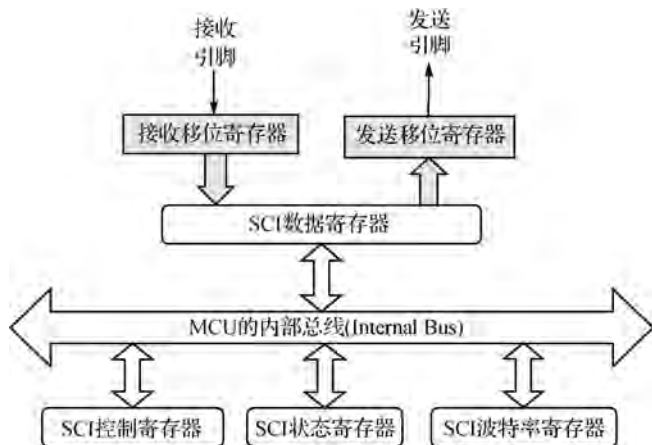 接收
引脚
发送
引脚
接收移位寄存器
发送移位寄存器
SCI数据寄存器
MCU的内部总线(Internal Bus)
SCI控制寄存器
SCI状态寄存器
SCI波特率寄存器